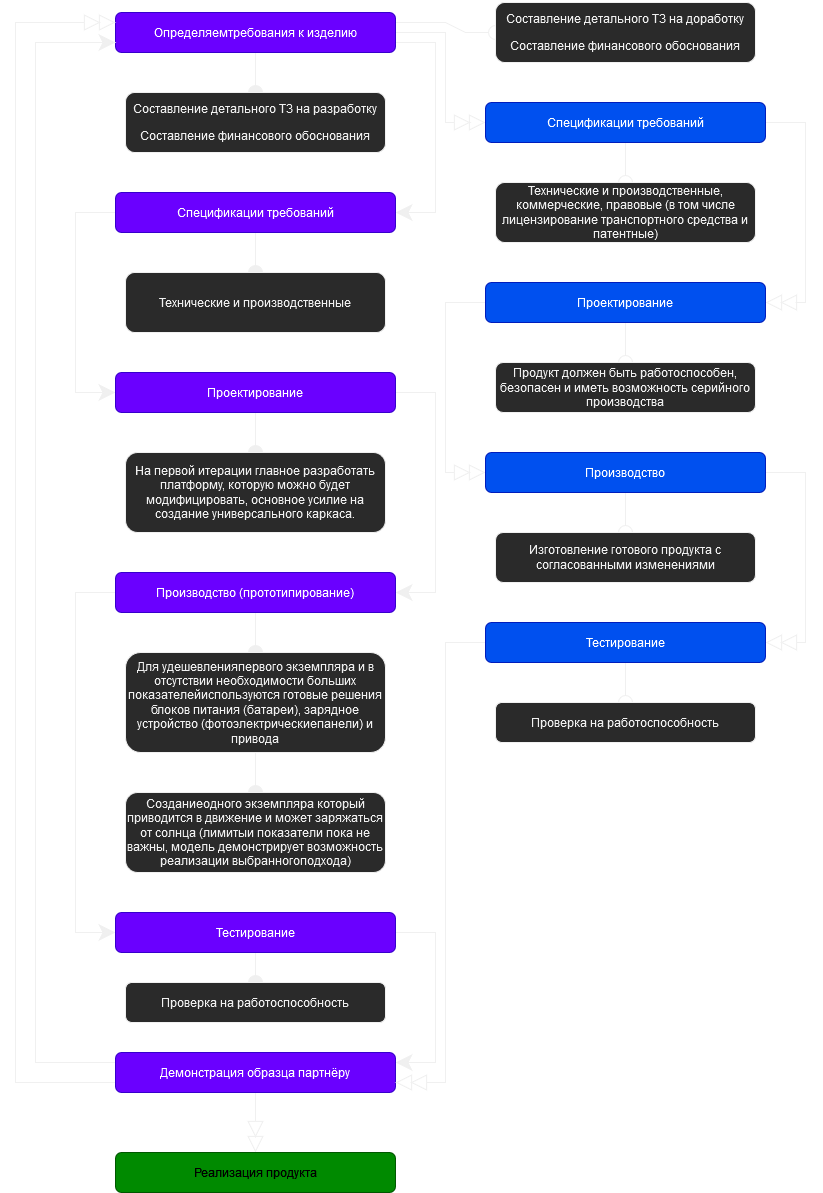 Определяемтребования к изделию
Составление детального ТЗ на разработку
Составление финансового обоснования
Спецификации требований
Технические и производственные
Проектирование
На первой итерации главное разработать
платформу, которую можно будет
модифицировать, основное усилие на
создание универсального каркаса.
Производство (прототипирование)
Для удешевленияпервого экземпляра и в
отсутствии необходимости больших
показателейиспользуются готовые решения
блоков питания (батареи), зарядное
устройство (фотоэлектрическиепанели) и
привода
Созданиеодного экземпляра который
приводится в движение и может заряжаться
от солнца (лимитыи показатели пока не
важны, модель демонстрирует возможность
реализации выбранногоподхода)
Тестирование
Проверка на работоспособность
Демонстрация образца партнёру
Реализация продукта
Составление детального ТЗ на доработку
Составление финансового обоснования
Спецификации требований
Технические и производственные,
коммерческие, правовые (в том числе
лицензирование транспортного средства и
патентные)
Проектирование
Продукт должен быть работоспособен,
безопасен и иметь возможность серийного
производства
Производство
Изготовление готового продукта с
согласованными изменениями
Тестирование
Проверка на работоспособность